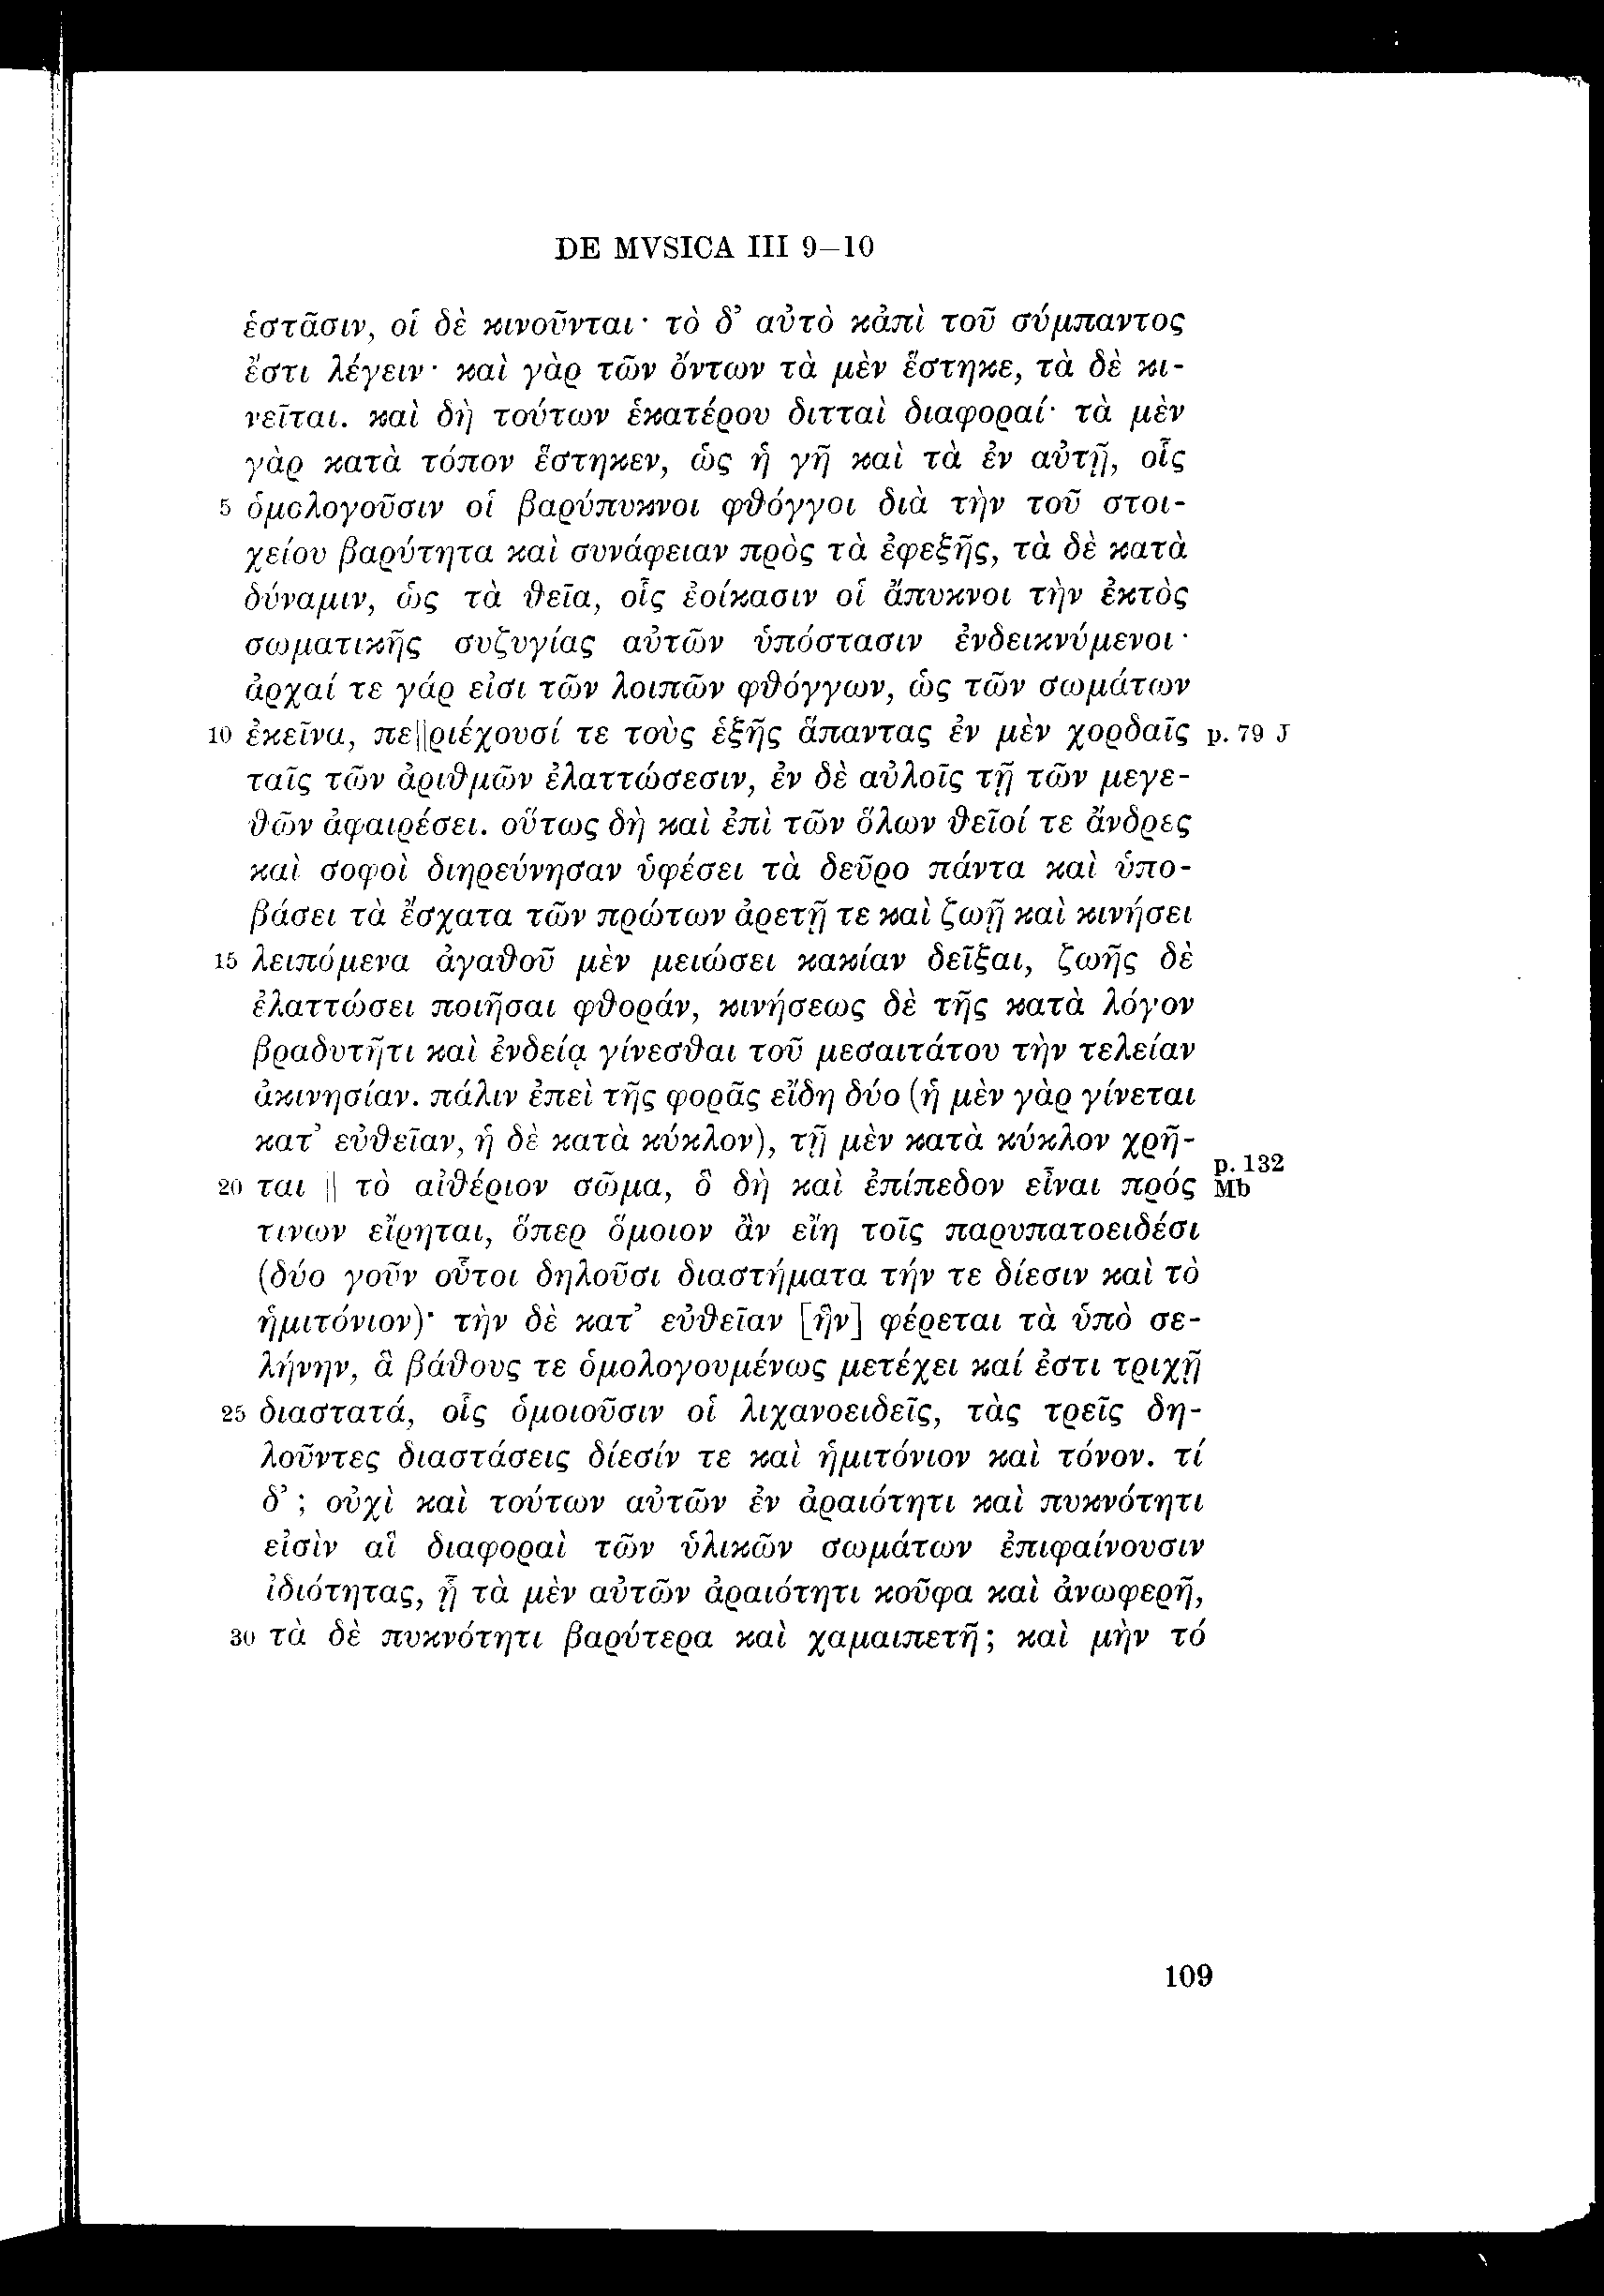 DE MVSICA III 9–10
ἑστᾶσιν, οἱ δὲ κινοῦνται· τὸ δ’ αὐτὸ κἀπὶ τοῦ σύμπαντος
ἔστι λέγειν· καὶ γὰρ τῶν ὄντων τὰ μὲν ἕστηκε, τὰ δὲ κι-
νεῖται. καὶ δὴ τούτων ἑκατέρου διτταὶ διαφοραί· τὰ μὲν
γὰρ κατὰ τόπον ἕστηκεν, ὡς ἡ γῆ καὶ τὰ ἐν αὐτῇ, οἷς
5 ὁμολογοῦσιν οἱ βαρύπυκνοι φθόγγοι διὰ τὴν τοῦ στοι-
χείου βαρύτητα καὶ συνάφειαν πρὸς τὰ ἐφεξῆς, τὰ δὲ κατὰ
δύναμιν, ὡς τὰ θεῖα, οἷς ἐοίκασιν οἱ ἄπυκνοι τὴν ἐκτὸς
σωματικῆς συζυγίας αὐτῶν ὑπόστασιν ἐνδεικνύμενοι·
ἀρχαί τε γάρ εἰσι τῶν λοιπῶν φθόγγων, ὡς τῶν σωμάτων
10 ἐκεῖνα, πε||ριέχουσί τε τοὺς ἑξῆς ἅπαντας ἐν μὲν χορδαῖς p. 79 J
ταῖς τῶν ἀριθμῶν ἐλαττώσεσιν, ἐν δὲ αὐλοῖς τῇ τῶν μεγε-
θῶν ἀφαιρέσει. οὕτως δὴ καὶ ἐπὶ τῶν ὅλων θεῖοί τε ἄνδρες
καὶ σοφοὶ διηρεύνησαν ὑφέσει τὰ δεῦρο πάντα καὶ ὑπο-
βάσει τὰ ἔσχατα τῶν πρώτων ἀρετῇ τε καὶ ζωῇ καὶ κινήσει
15 λειπόμενα ἀγαθοῦ μὲν μειώσει κακίαν δεῖξαι, ζωῆς δὲ
ἐλαττώσει ποιῆσαι φθοράν, κινήσεως δὲ τῆς κατὰ λόγον
βραδυτῆτι καὶ ἐνδείᾳ γίνεσθαι τοῦ μεσαιτάτου τὴν τελείαν
ἀκινησίαν. πάλιν ἐπεὶ τῆς φορᾶς εἴδη δύο (ἡ μὲν γὰρ γίνεται
κατ’ εὐθεῖαν, ἡ δὲ κατὰ κύκλον), τῇ μὲν κατὰ κύκλον χρῆ-
20 ται || τὸ αἰθέριον σῶμα, ὃ δὴ καὶ ἐπίπεδον εἶναι πρός p. 132 Mb
τινων εἴρηται, ὅπερ ὅμοιον ἂν εἴη τοῖς παρυπατοειδέσι
(δύο γοῦν οὗτοι δηλοῦσι διαστήματα τήν τε δίεσιν καὶ τὸ
ἡμιτόνιον)· τὴν δὲ κατ’ εὐθεῖαν [ἣν] φέρεται τὰ ὑπὸ σε-
λήνην, ἃ βάθους τε ὁμολογουμένως μετέχει καί ἐστι τριχῇ
25 διαστατά, οἷς ὁμοιοῦσιν οἱ λιχανοειδεῖς, τὰς τρεῖς δη-
λοῦντες διαστάσεις δίεσίν τε καὶ ἡμιτόνιον καὶ τόνον. τί
δ’; οὐχὶ καὶ τούτων αὐτῶν ἐν ἀραιότητι καὶ πυκνότητι
εἰσὶν αἳ διαφοραὶ τῶν ὑλικῶν σωμάτων ἐπιφαίνουσιν
ἰδιότητας, ᾗ τὰ μὲν αὐτῶν ἀραιότητι κοῦφα καὶ ἀνωφερῆ,
30 τὰ δὲ πυκνότητι βαρύτερα καὶ χαμαιπετῆ; καὶ μὴν τό
109